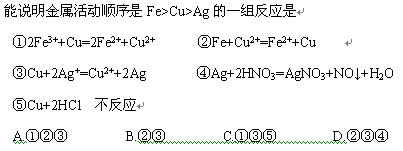 能说明金属活动顺序是 Fe>Cu>Ag 的一组反应是↵
①2Fe³⁺+Cu=2Fe²⁺+Cu²⁺ ②Fe+Cu²⁺=Fe²⁺+Cu↵
③Cu+2Ag⁺=Cu²⁺+2Ag ④Ag+2HNO₃=AgNO₃+NO↓+H₂O
⑤Cu+2HCl 不反应↵
A.①②③ B.②③ C.①③⑤ D.②③④